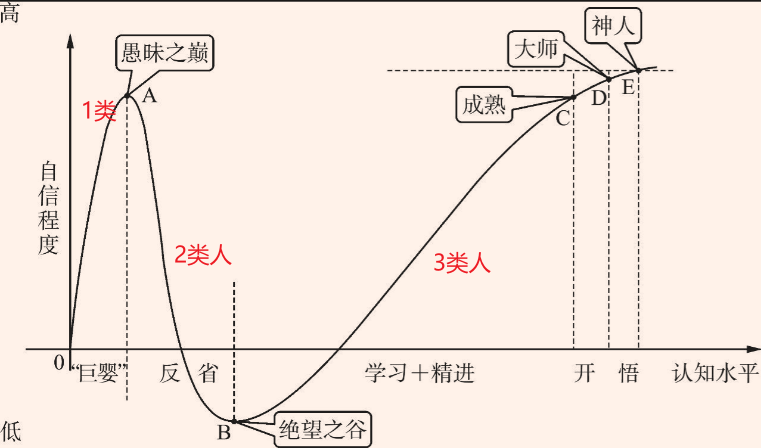 高
神人
大师
愚昧之巅
A
E
D
1类
成熟
C
自信程度
2类人
3类人
0
“巨婴”
反省
学习＋精进
开悟
认知水平
低
B
绝望之谷